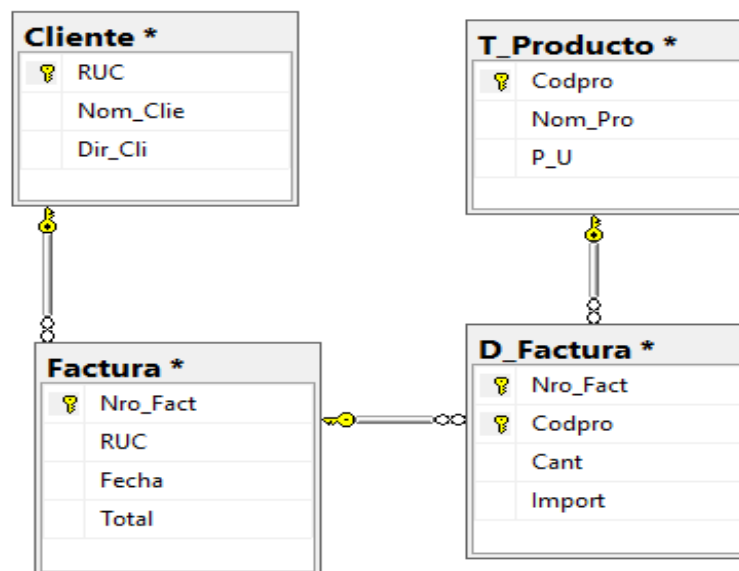 Cliente *
RUC
Nom_Clie
Dir_Cli
T_Producto *
Codpro
Nom_Pro
P_U
Factura *
Nro_Fact
RUC
Fecha
Total
D_Factura *
Nro_Fact
Codpro
Cant
Import